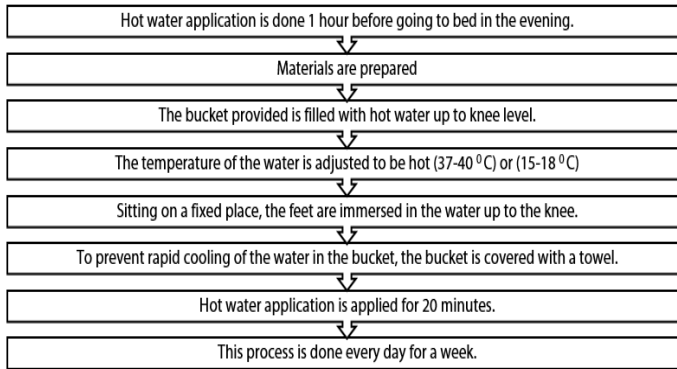 Hot water application is done 1 hour before going to bed in the evening.
Materials are prepared
The bucket provided is filled with hot water up to knee level.
The temperature of the water is adjusted to be hot (37-40 ⁰C) or (15-18 ⁰C)
Sitting on a fixed place, the feet are immersed in the water up to the knee.
To prevent rapid cooling of the water in the bucket, the bucket is covered with a towel.
Hot water application is applied for 20 minutes.
This process is done every day for a week.